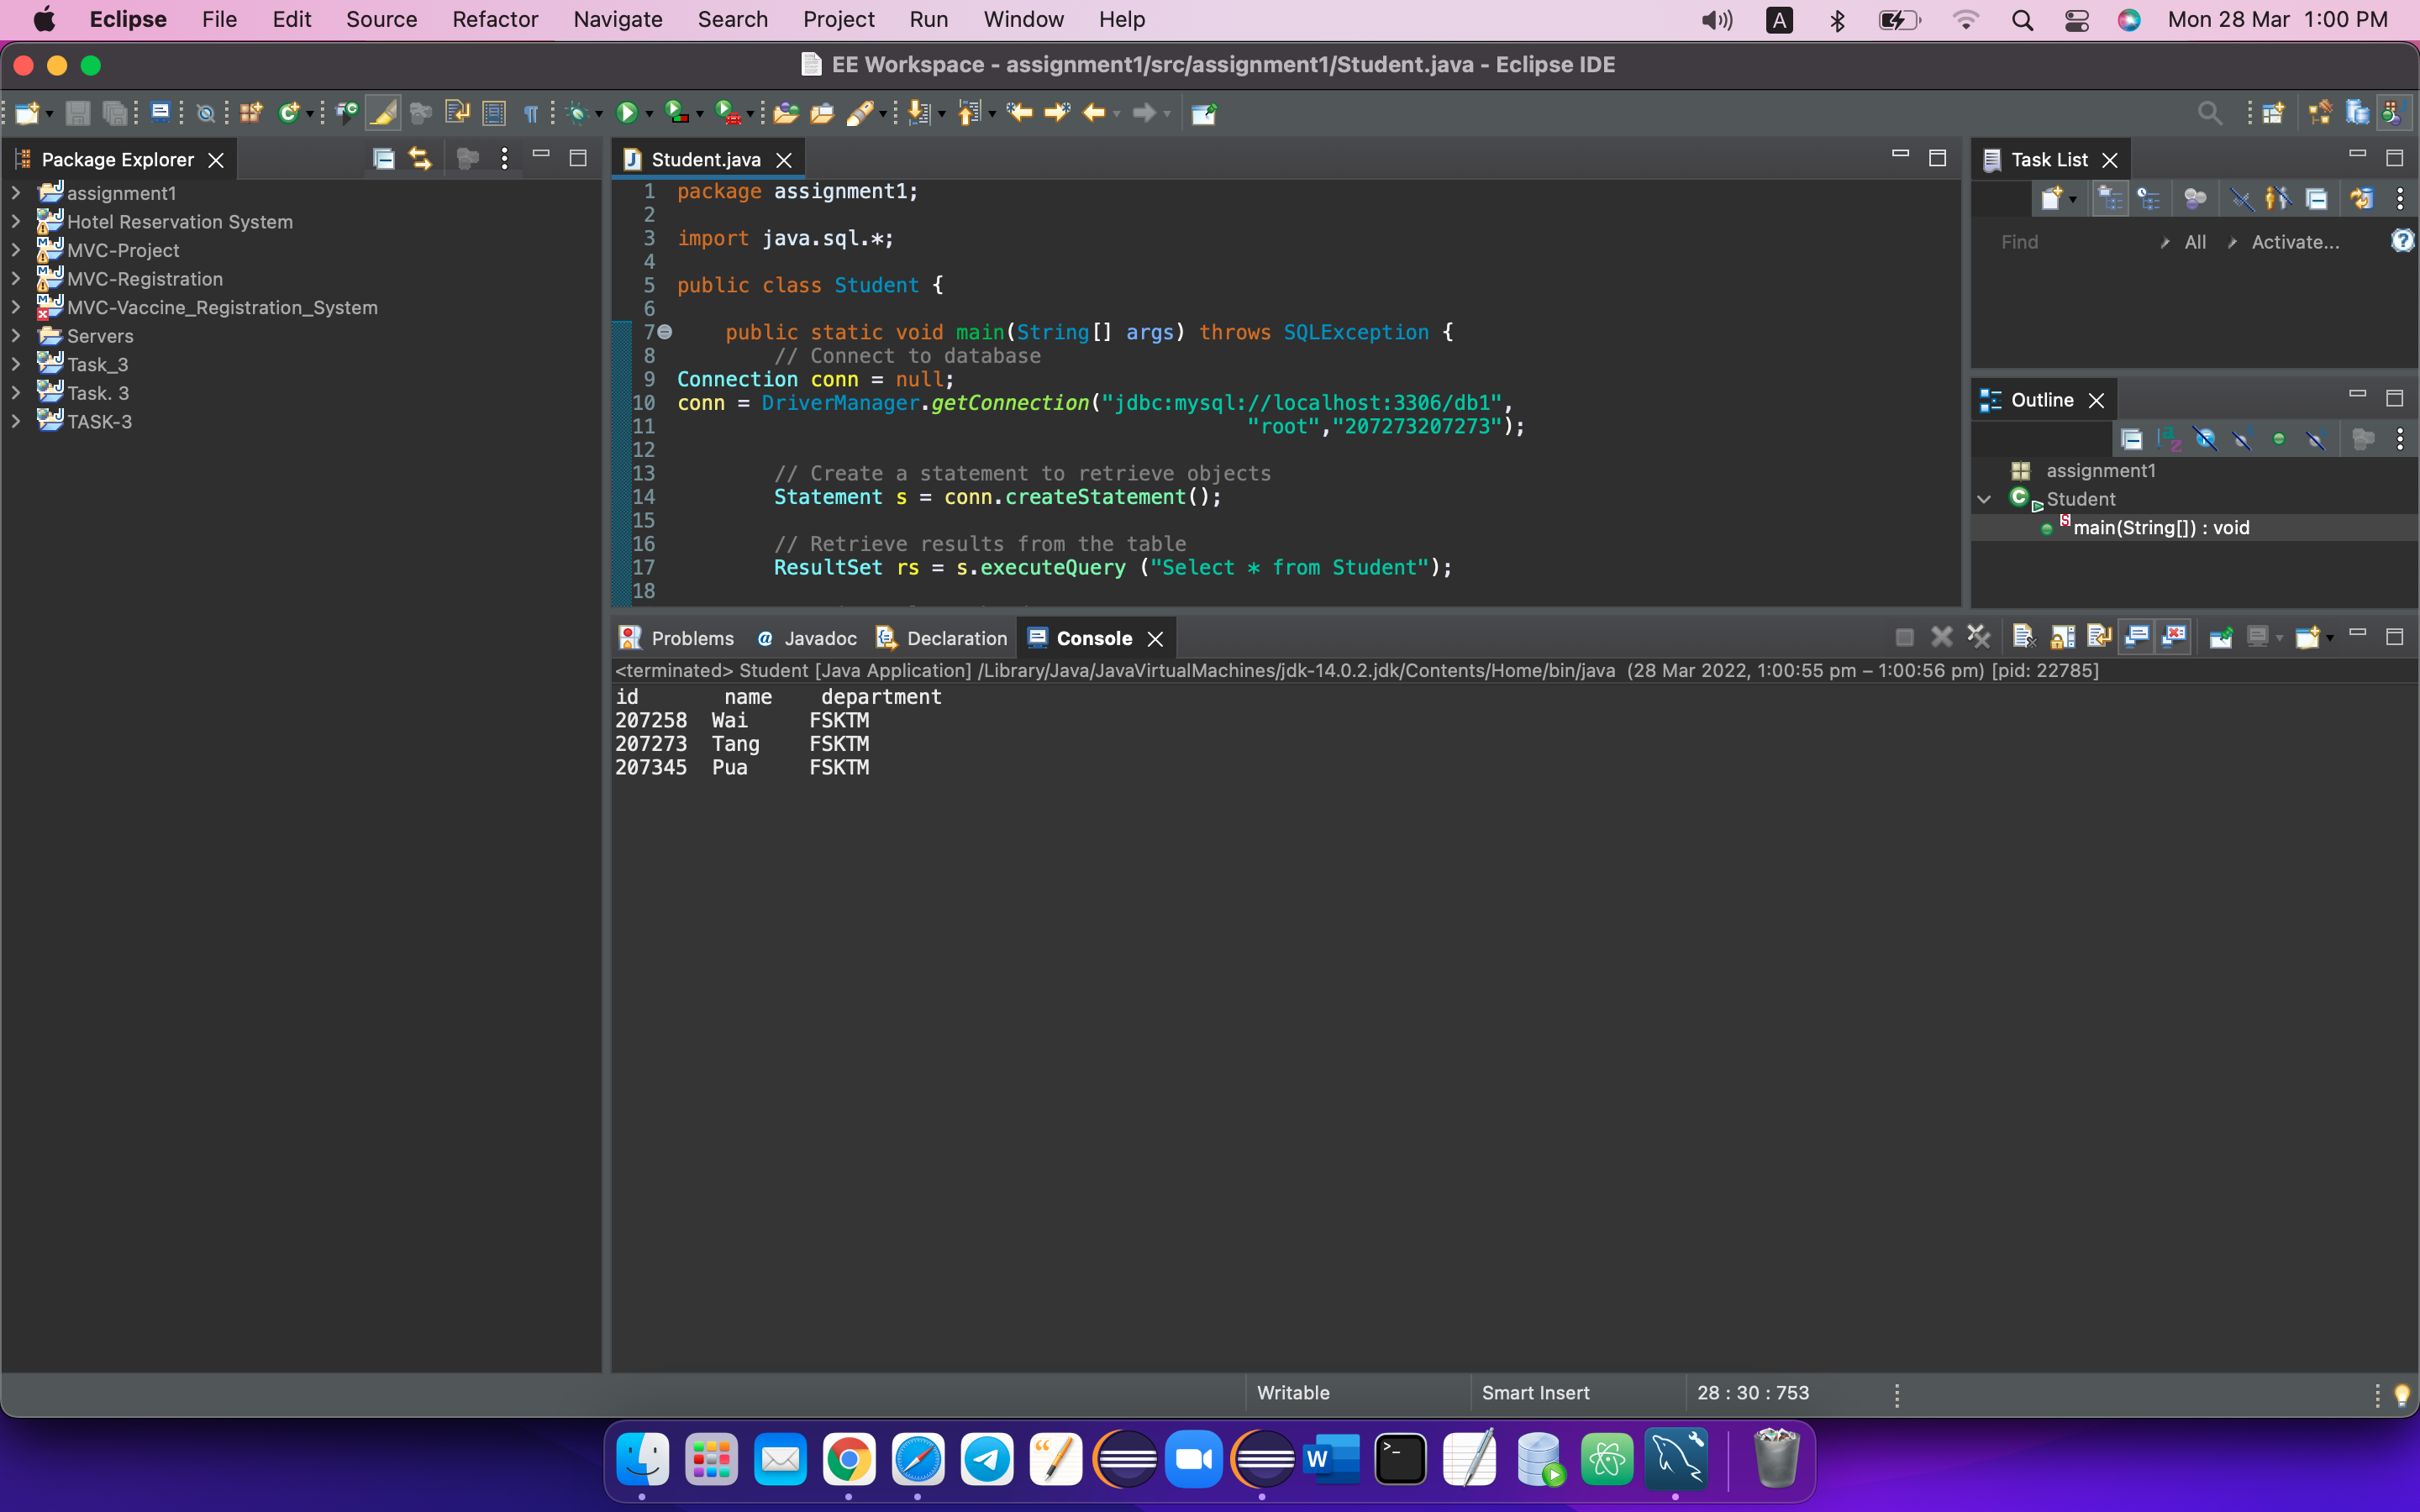 Eclipse File Edit Source Refactor Navigate Search Project Run Window Help A Mon 28 Mar 1:00 PM
EE Workspace - assignment1/src/assignment1/Student.java - Eclipse IDE
Package Explorer
assignment1
Hotel Reservation System
MVC-Project
MVC-Registration
MVC-Vaccine_Registration_System
Servers
Task_3
Task. 3
TASK-3
Student.java
1 package assignment1;
2
3 import java.sql.*;
4
5 public class Student {
6
7 public static void main(String[] args) throws SQLException {
8 // Connect to database
9 Connection conn = null;
10 conn = DriverManager.getConnection("jdbc:mysql://localhost:3306/db1",
11 "root","207273207273");
12
13 // Create a statement to retrieve objects
14 Statement s = conn.createStatement();
15
16 // Retrieve results from the table
17 ResultSet rs = s.executeQuery ("Select * from Student");
18
Task List
Find All Activate...
Outline
assignment1
Student
main(String[]) : void
Problems Javadoc Declaration Console
<terminated> Student [Java Application] /Library/Java/JavaVirtualMachines/jdk-14.0.2.jdk/Contents/Home/bin/java (28 Mar 2022, 1:00:55 pm – 1:00:56 pm) [pid: 22785]
id name department
207258 Wai FSKTM
207273 Tang FSKTM
207345 Pua FSKTM
Writable Smart Insert 28 : 30 : 753